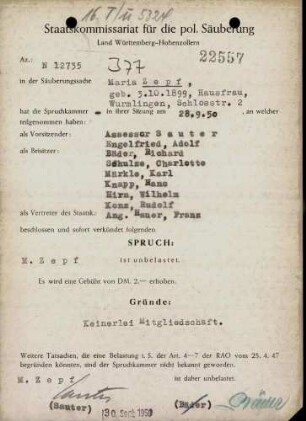 16. T/II 5224
Staatskommissariat für die pol. Säuberung
Land Württemberg-Hohenzollern
22557
Az.:
N 12735
J77
in der Säuberungssache
Maria Z o p f ,
geb. 3.10.1899, Hausfrau,
Wurmlingen, Schlosstr. 2
hat die Spruchkammer in ihrer Sitzung am 28.9.50 , an welcher
teilgenommen haben:
als Vorsitzender: Assessor S a u t e r
als Beisitzer: Engelfried, Adolf
Bäder, Richard
Schulze, Charlotte
Märkle, Karl
Knapp, Hans
Hirn, Wilhelm
Konz, Rudolf
als Vertreter des Staatsk.: Ang. Bauer, Franz
beschlossen und sofort verkündet folgenden
SPRUCH:
M. Z o p f ist unbelastet.
Es wird eine Gebühr von DM. 2.— erhoben.
Gründe:
Keinerlei Mitgliedschaft.
Weitere Tatsachen, die eine Belastung i. S. der Art. 4—7 der RAO vom 25. 4. 47
begründen könnten, sind der Spruchkammer nicht bekannt geworden.
M. Z o p f ist daher unbelastet.
(Sauter)
30. Sept. 1950
(Bäder)